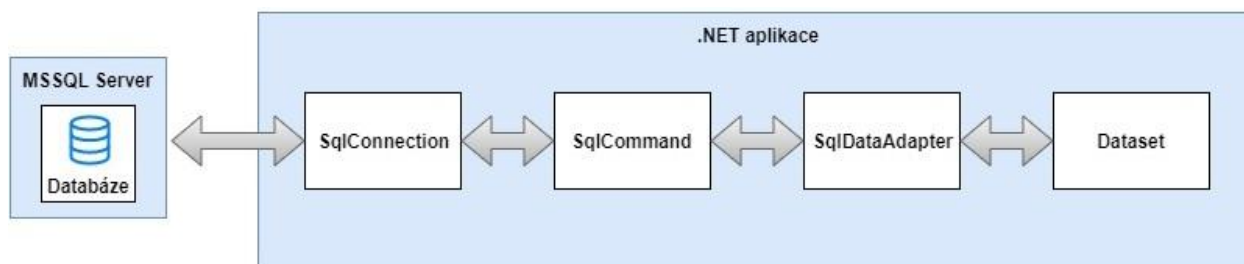 .NET aplikace
MSSQL Server
Databáze
SqlConnection
SqlCommand
SqlDataAdapter
Dataset